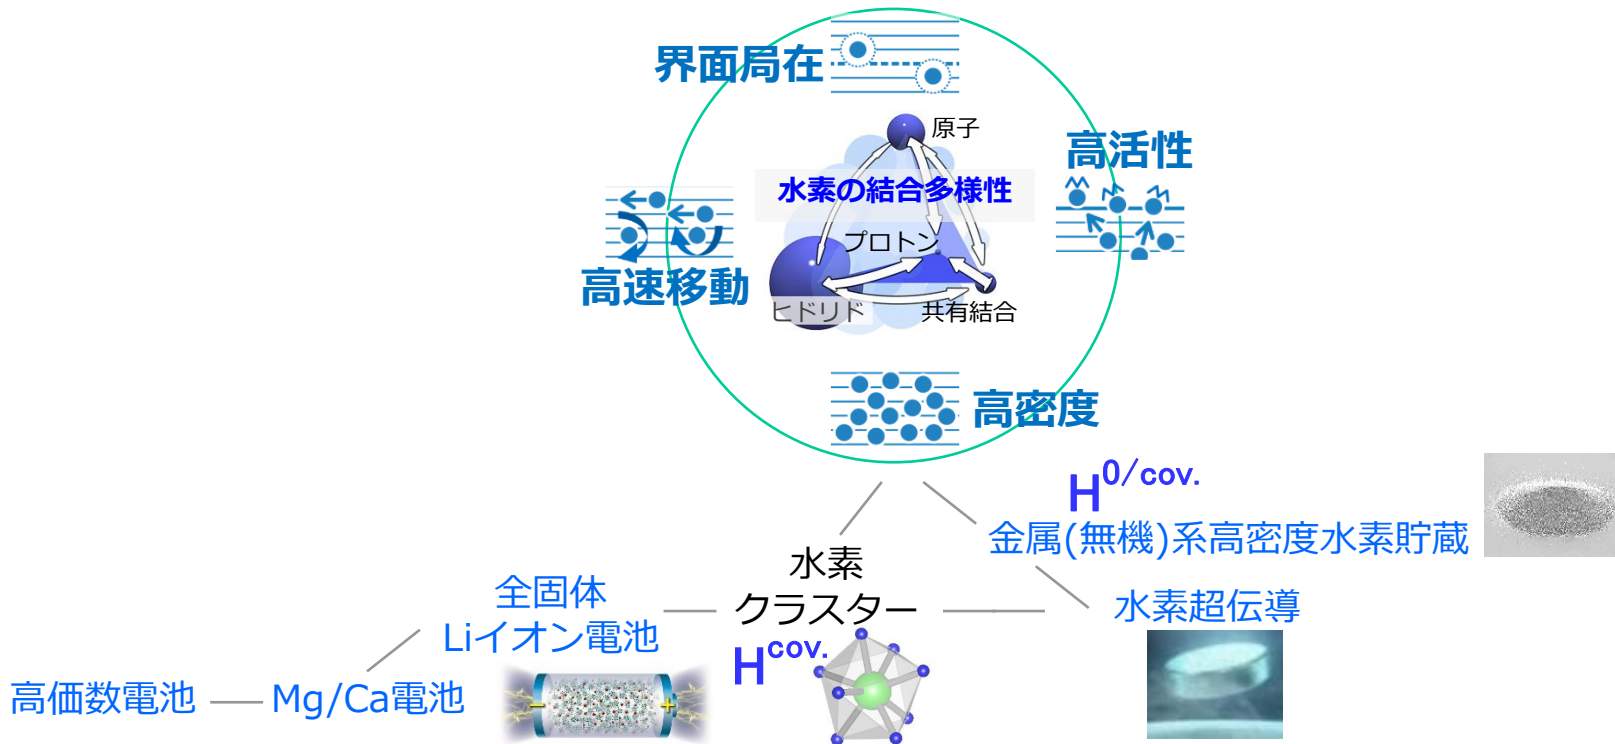 界面局在
原子
高活性
水素の結合多様性
プロトン
高速移動
ヒドリド
共有結合
高密度
H0/cov.
金属(無機)系高密度水素貯蔵
水素
クラスター
Hcov.
水素超伝導
全固体
Liイオン電池
− +
高価数電池
Mg/Ca電池